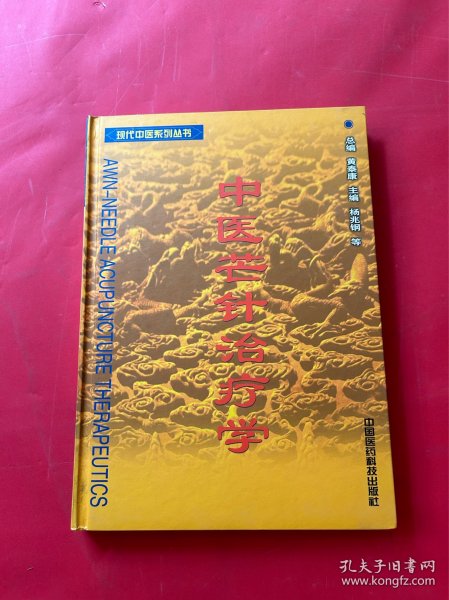 现代中医系列丛书
总编 黄泰康 主编 杨兆钢 等
中医芒针治疗学
AWN-NEEDLE ACUPUNCTURE THERAPEUTICS
中国医药科技出版社
孔夫子旧书网
www.kongfz.com